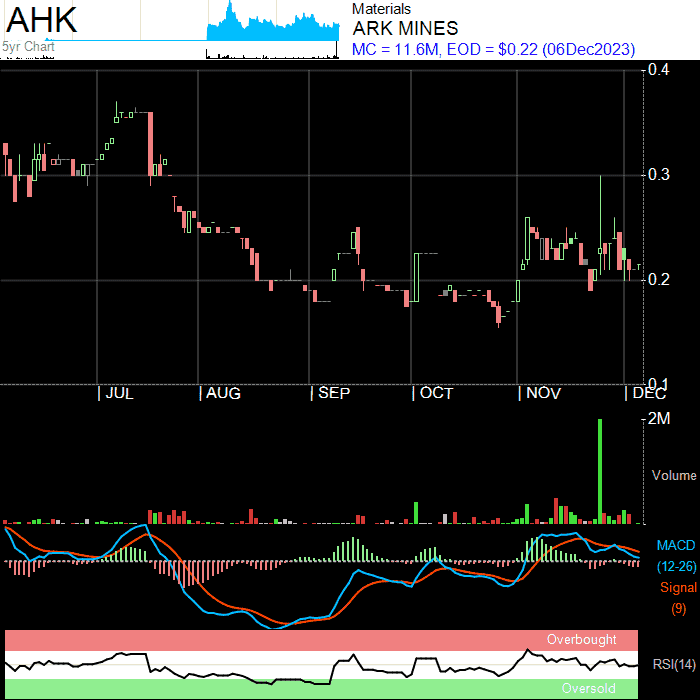 AHK
5yr Chart
Materials
ARK MINES
MC = 11.6M, EOD = $0.22 (06Dec2023)
0.4
0.3
0.2
0.1
| JUL | AUG | SEP | OCT | NOV | DEC
2M
Volume
MACD
(12-26)
Signal
(9)
Overbought
RSI(14)
Oversold